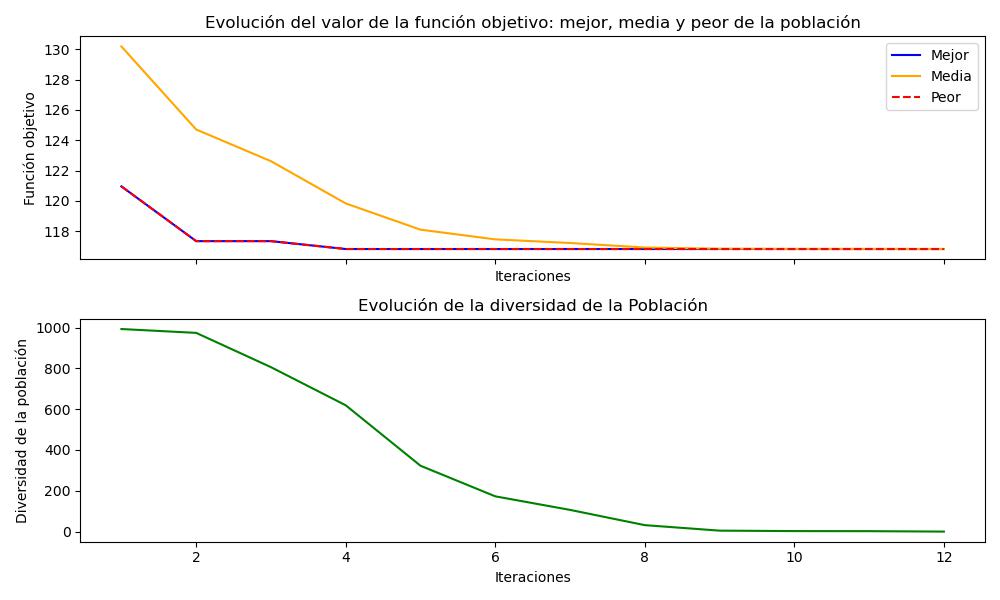 Evolución del valor de la función objetivo: mejor, media y peor de la población
Función objetivo
130
128
126
124
122
120
118
Mejor
Media
Peor
Iteraciones
Evolución de la diversidad de la Población
Diversidad de la población
1000
800
600
400
200
0
2
4
6
8
10
12
Iteraciones